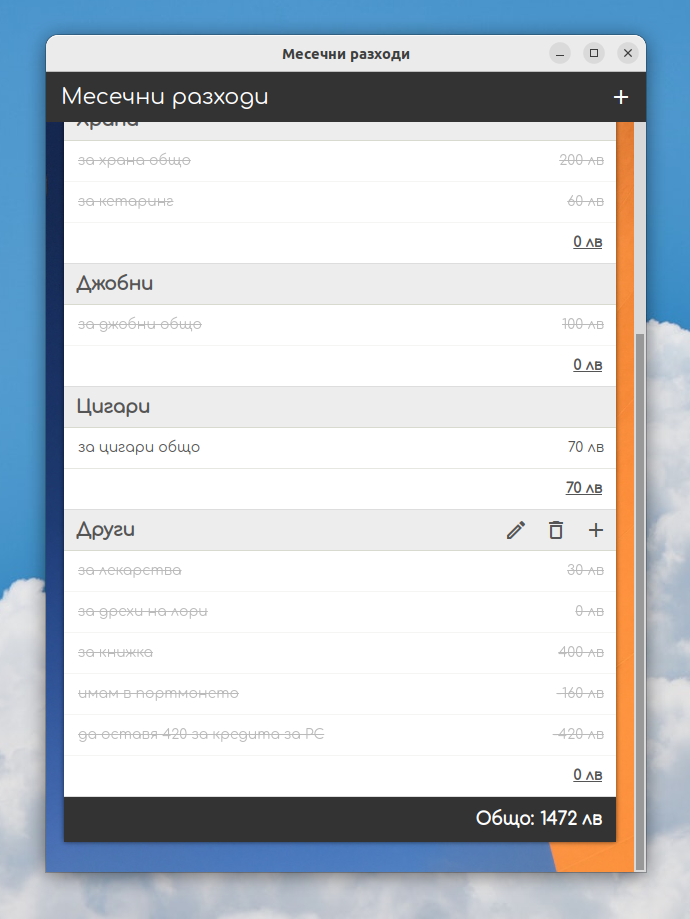 Месечни разходи
Месечни разходи
Храна
за храна общо 200 лв
за кетаринг 60 лв
0 лв
Джобни
за джобни общо 100 лв
0 лв
Цигари
за цигари общо 70 лв
70 лв
Други
за лекарства 30 лв
за дрехи на лори 0 лв
за книжка 400 лв
имам в портмонето -160 лв
да оставя 420 за кредита за PC -420 лв
0 лв
Общо: 1472 лв